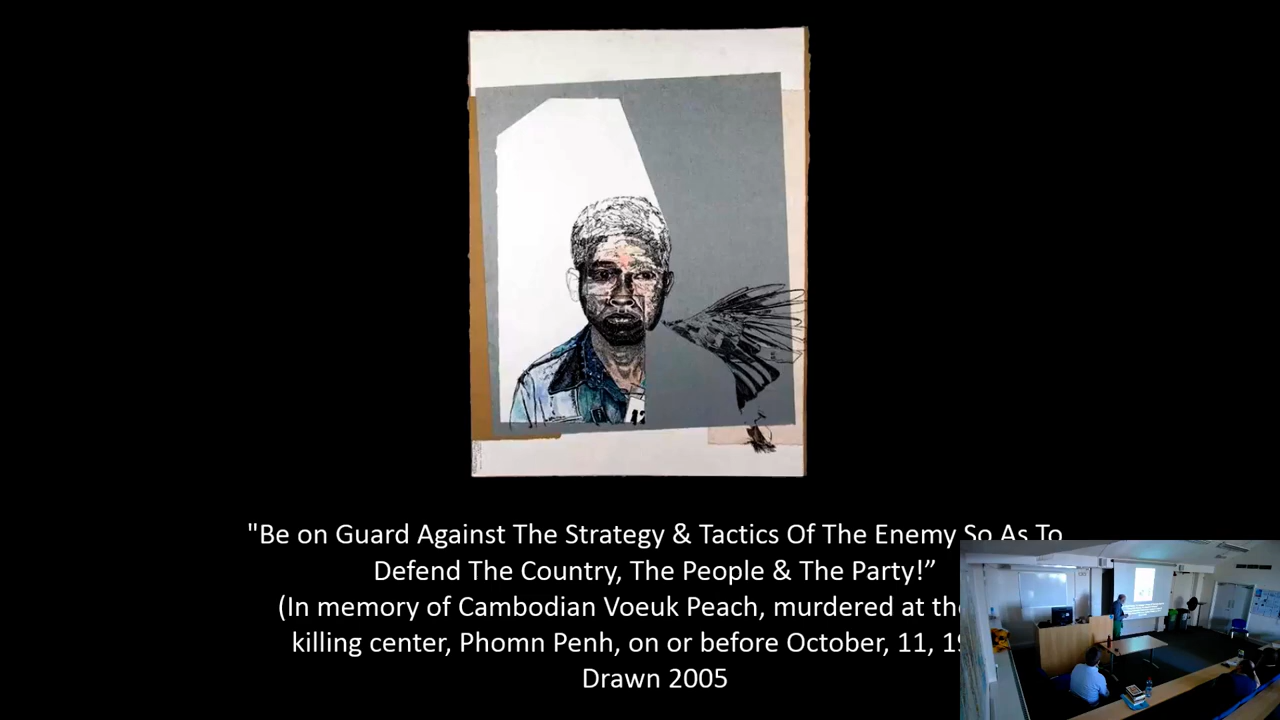 "Be on Guard Against The Strategy & Tactics Of The Enemy So As To
Defend The Country, The People & The Party!”
(In memory of Cambodian Voeuk Peach, murdered at the
killing center, Phomn Penh, on or before October, 11, 19
Drawn 2005